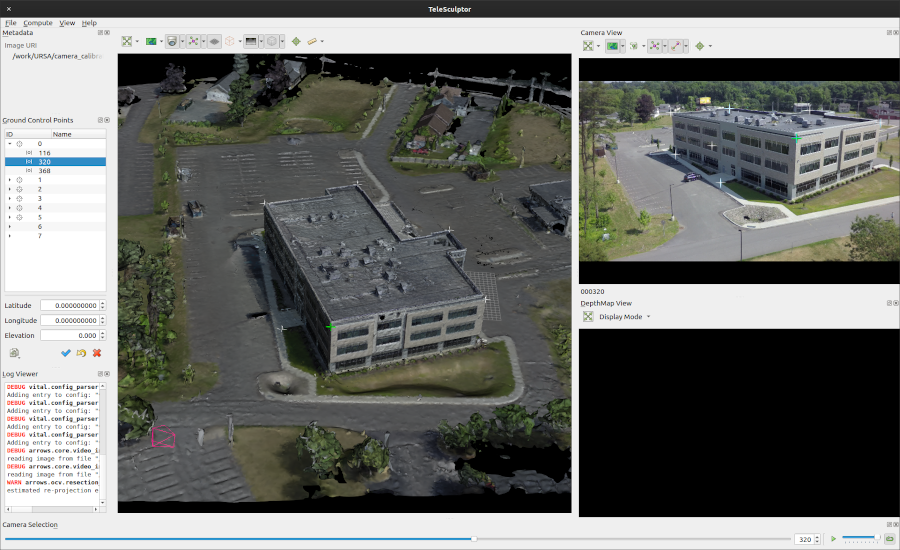 TeleSculptor
File Compute View Help
Metadata
Image URI
/work/URSA/camera_calibra
Ground Control Points
ID Name
0
116
320
368
1
2
3
4
5
6
7
Latitude 0.000000000
Longitude 0.000000000
Elevation 0.000
Log Viewer
DEBUG vital.config_parser
Adding entry to config: "
DEBUG vital.config_parser
Adding entry to config: "
DEBUG vital.config_parser
Adding entry to config: "
DEBUG vital.config_parser
Adding entry to config: "
DEBUG arrows.core.video_i
reading image from file "
DEBUG arrows.core.video_i
reading image from file "
WARN arrows.ocv.resection
estimated re-projection e
Camera View
000320
DepthMap View
Display Mode
Camera Selection
320